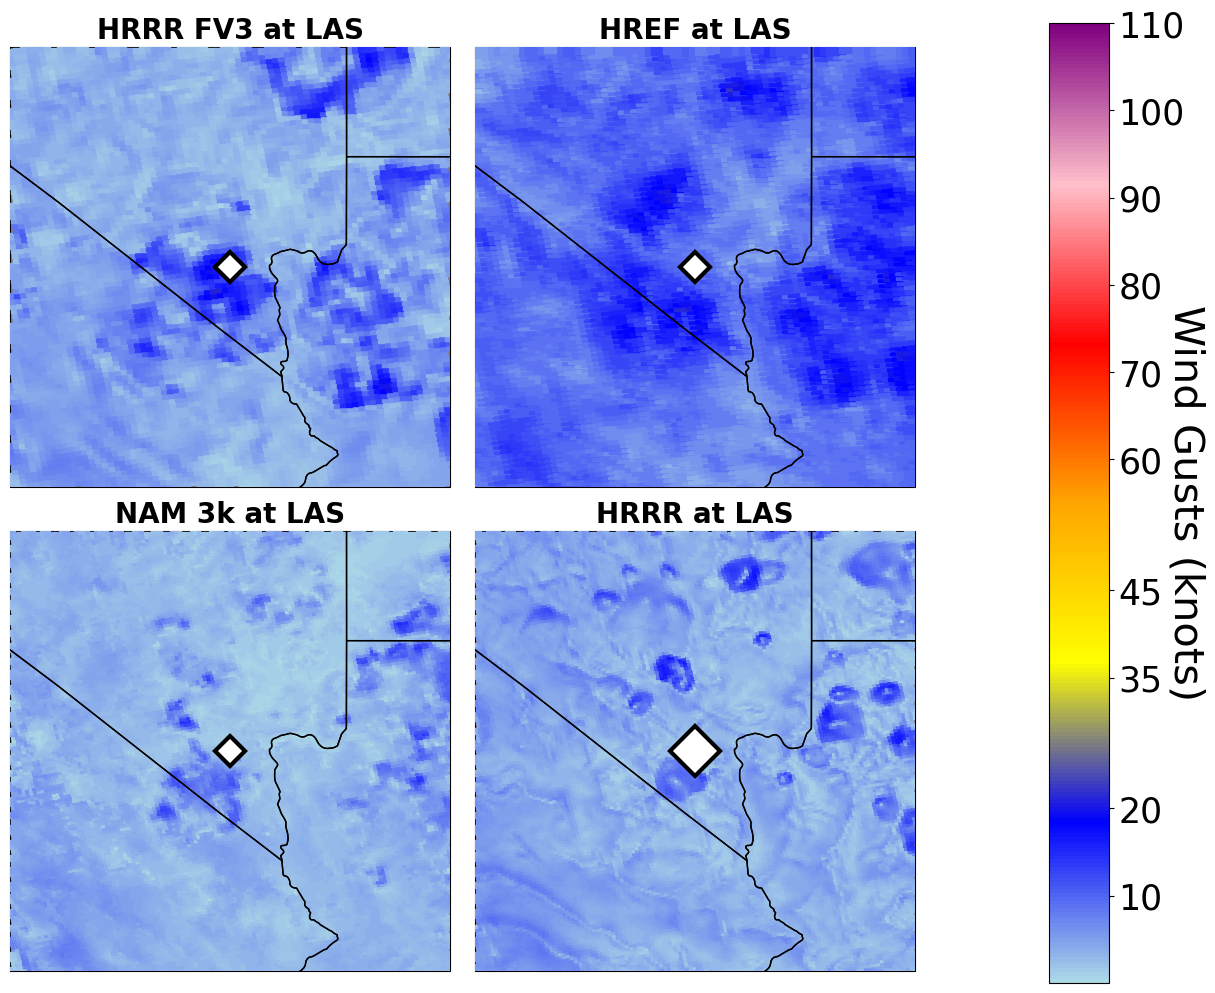 HRRR FV3 at LAS
HREF at LAS
NAM 3k at LAS
HRRR at LAS
110
100
90
80
70
60
45
35
20
10
Wind Gusts (knots)